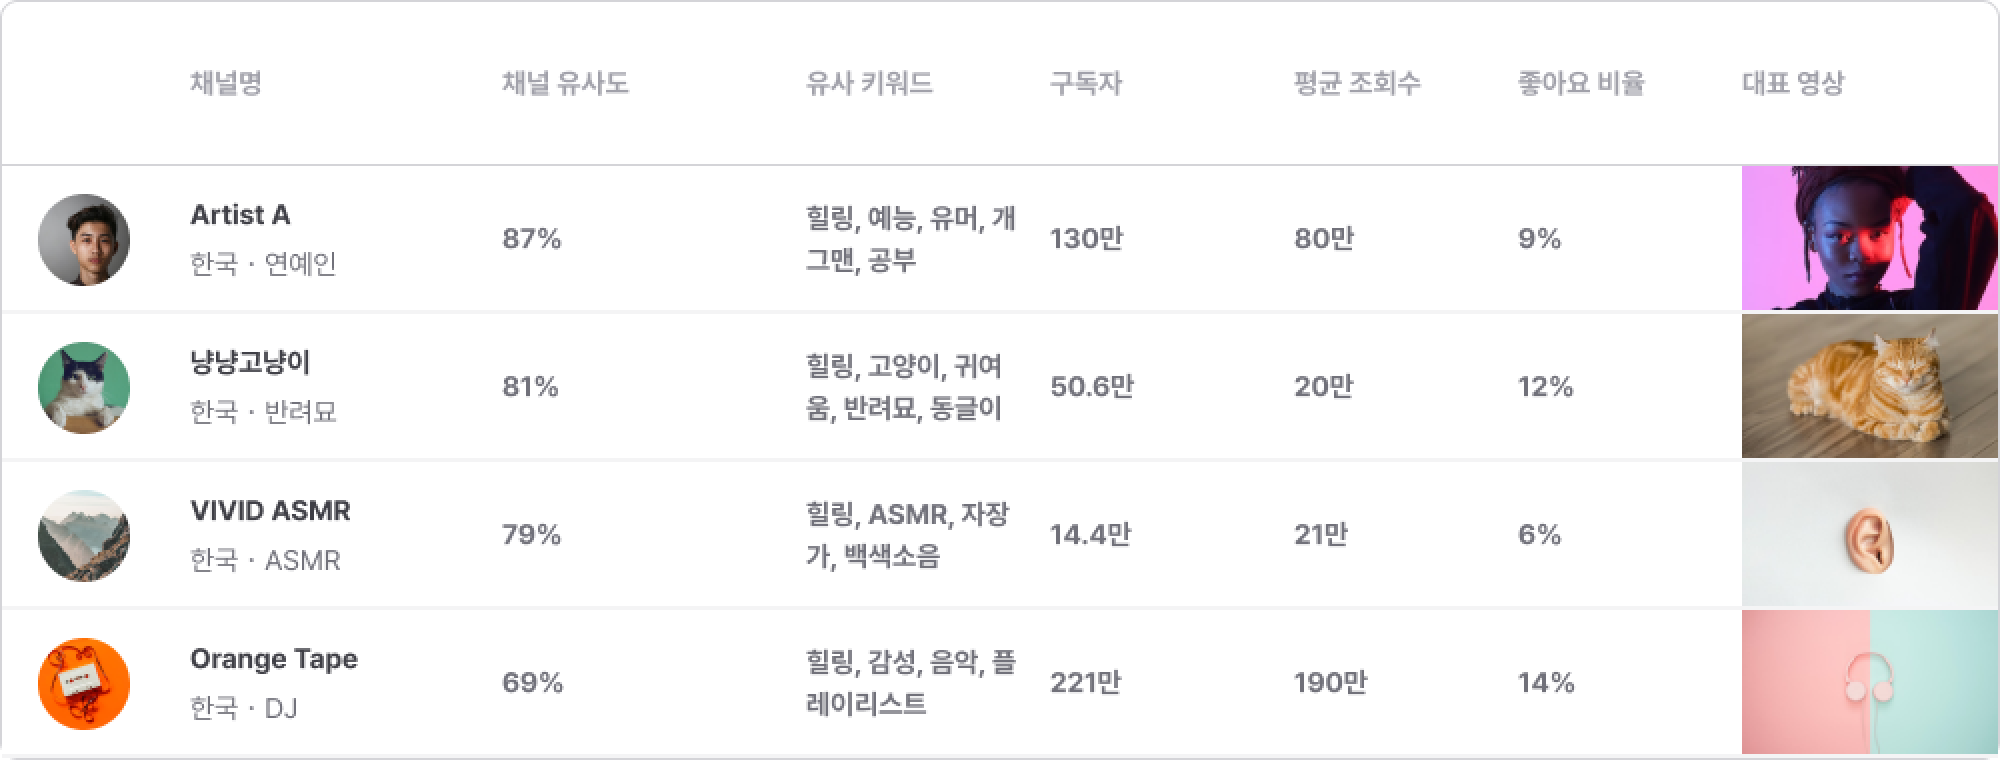 채널명 채널 유사도 유사 키워드 구독자 평균 조회수 좋아요 비율 대표 영상
Artist A
한국 · 연예인
87%
힐링, 예능, 유머, 개
그맨, 공부
130만
80만
9%
냥냥고냥이
한국 · 반려묘
81%
힐링, 고양이, 귀여
움, 반려묘, 동글이
50.6만
20만
12%
VIVID ASMR
한국 · ASMR
79%
힐링, ASMR, 자장
가, 백색소음
14.4만
21만
6%
Orange Tape
한국 · DJ
69%
힐링, 감성, 음악, 플
레이리스트
221만
190만
14%